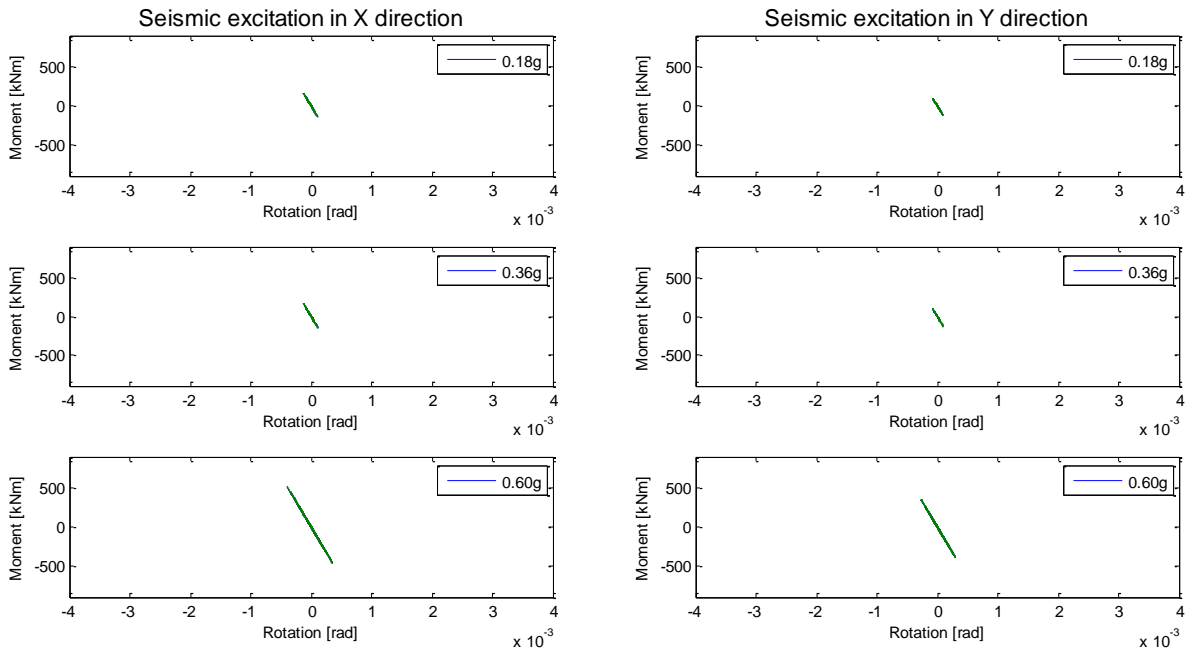 Seismic excitation in X direction
Seismic excitation in Y direction
500
0
-500
Moment [kNm]
0.18g
-4 -3 -2 -1 0 1 2 3 4
Rotation [rad]
x 10-3
500
0
-500
Moment [kNm]
0.18g
-4 -3 -2 -1 0 1 2 3 4
Rotation [rad]
x 10-3
500
0
-500
Moment [kNm]
0.36g
-4 -3 -2 -1 0 1 2 3 4
Rotation [rad]
x 10-3
500
0
-500
Moment [kNm]
0.36g
-4 -3 -2 -1 0 1 2 3 4
Rotation [rad]
x 10-3
500
0
-500
Moment [kNm]
0.60g
-4 -3 -2 -1 0 1 2 3 4
Rotation [rad]
x 10-3
500
0
-500
Moment [kNm]
0.60g
-4 -3 -2 -1 0 1 2 3 4
Rotation [rad]
x 10-3